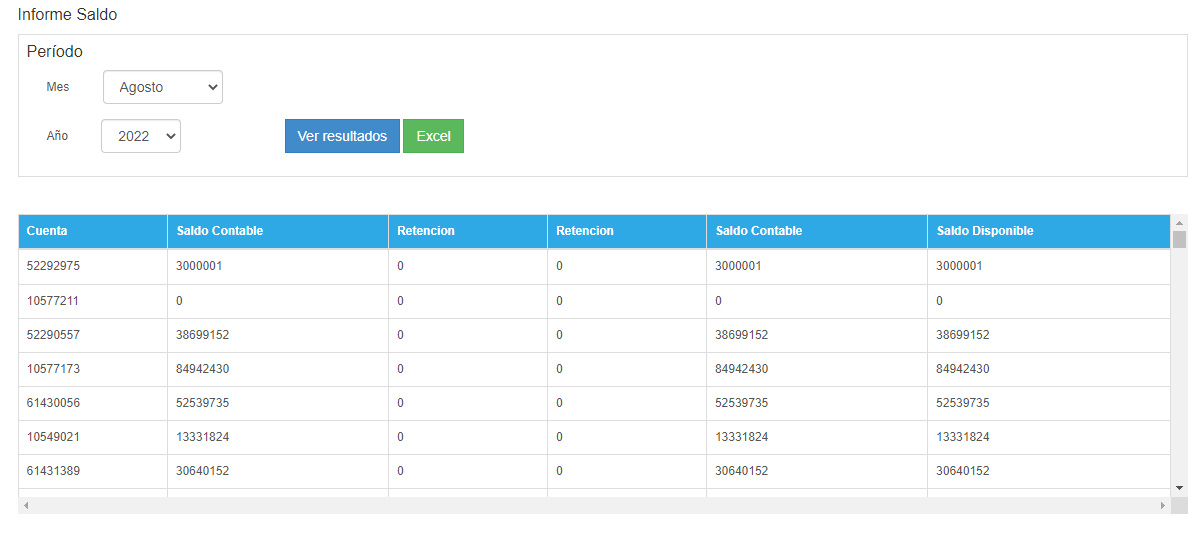 Informe Saldo
Período
Mes Agosto
Año 2022 Ver resultados Excel
Cuenta Saldo Contable Retencion Retencion Saldo Contable Saldo Disponible
52292975 3000001 0 0 3000001 3000001
10577211 0 0 0 0 0
52290557 38699152 0 0 38699152 38699152
10577173 84942430 0 0 84942430 84942430
61430056 52539735 0 0 52539735 52539735
10549021 13331824 0 0 13331824 13331824
61431389 30640152 0 0 30640152 30640152